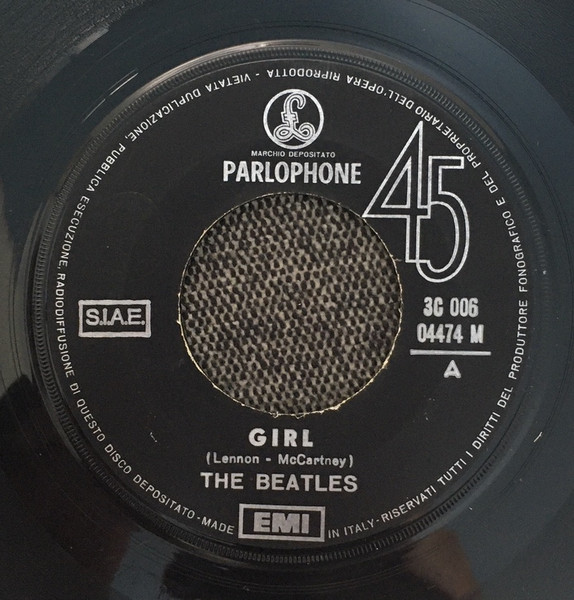 £
MARCHIO DEPOSITATO
PARLOPHONE
45
S.I.A.E.
3C 006
04474 M
A
GIRL
(Lennon - McCartney)
THE BEATLES
EMI
MADE IN ITALY - RISERVATI TUTTI I DIRITTI DEL PRODUTTORE FONOGRAFICO E DEL PROPRIETARIO DELL'OPERA RIPRODOTTA - VIETATA DUPLICAZIONE, PUBBLICA ESECUZIONE, RADIODIFFUSIONE DI QUESTO DISCO DEPOSITATO -